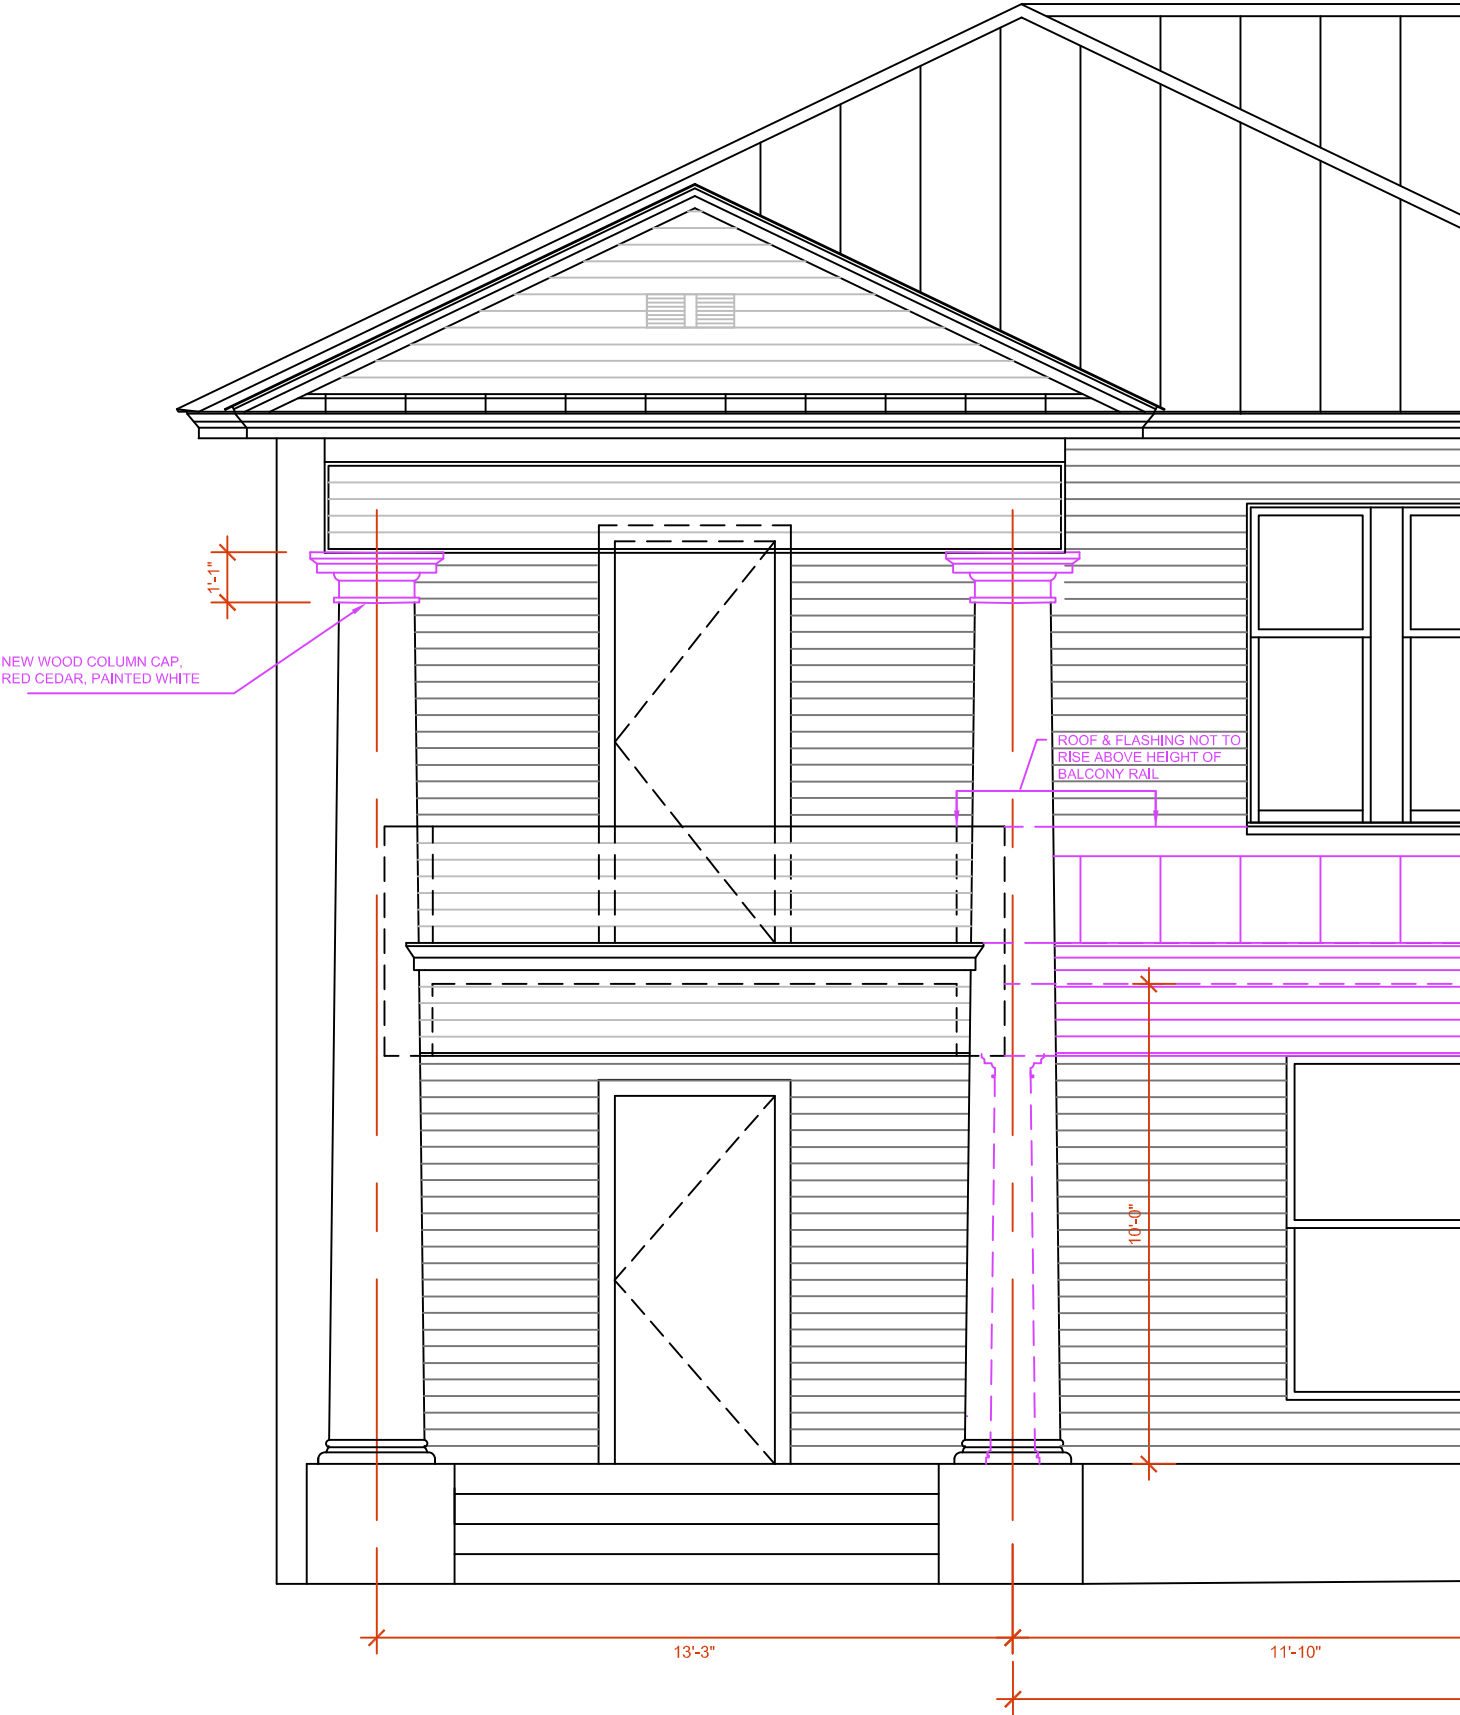 1'-1"
NEW WOOD COLUMN CAP,
RED CEDAR, PAINTED WHITE
ROOF & FLASHING NOT TO
RISE ABOVE HEIGHT OF
BALCONY RAIL
10'-0"
13'-3"
11'-10"